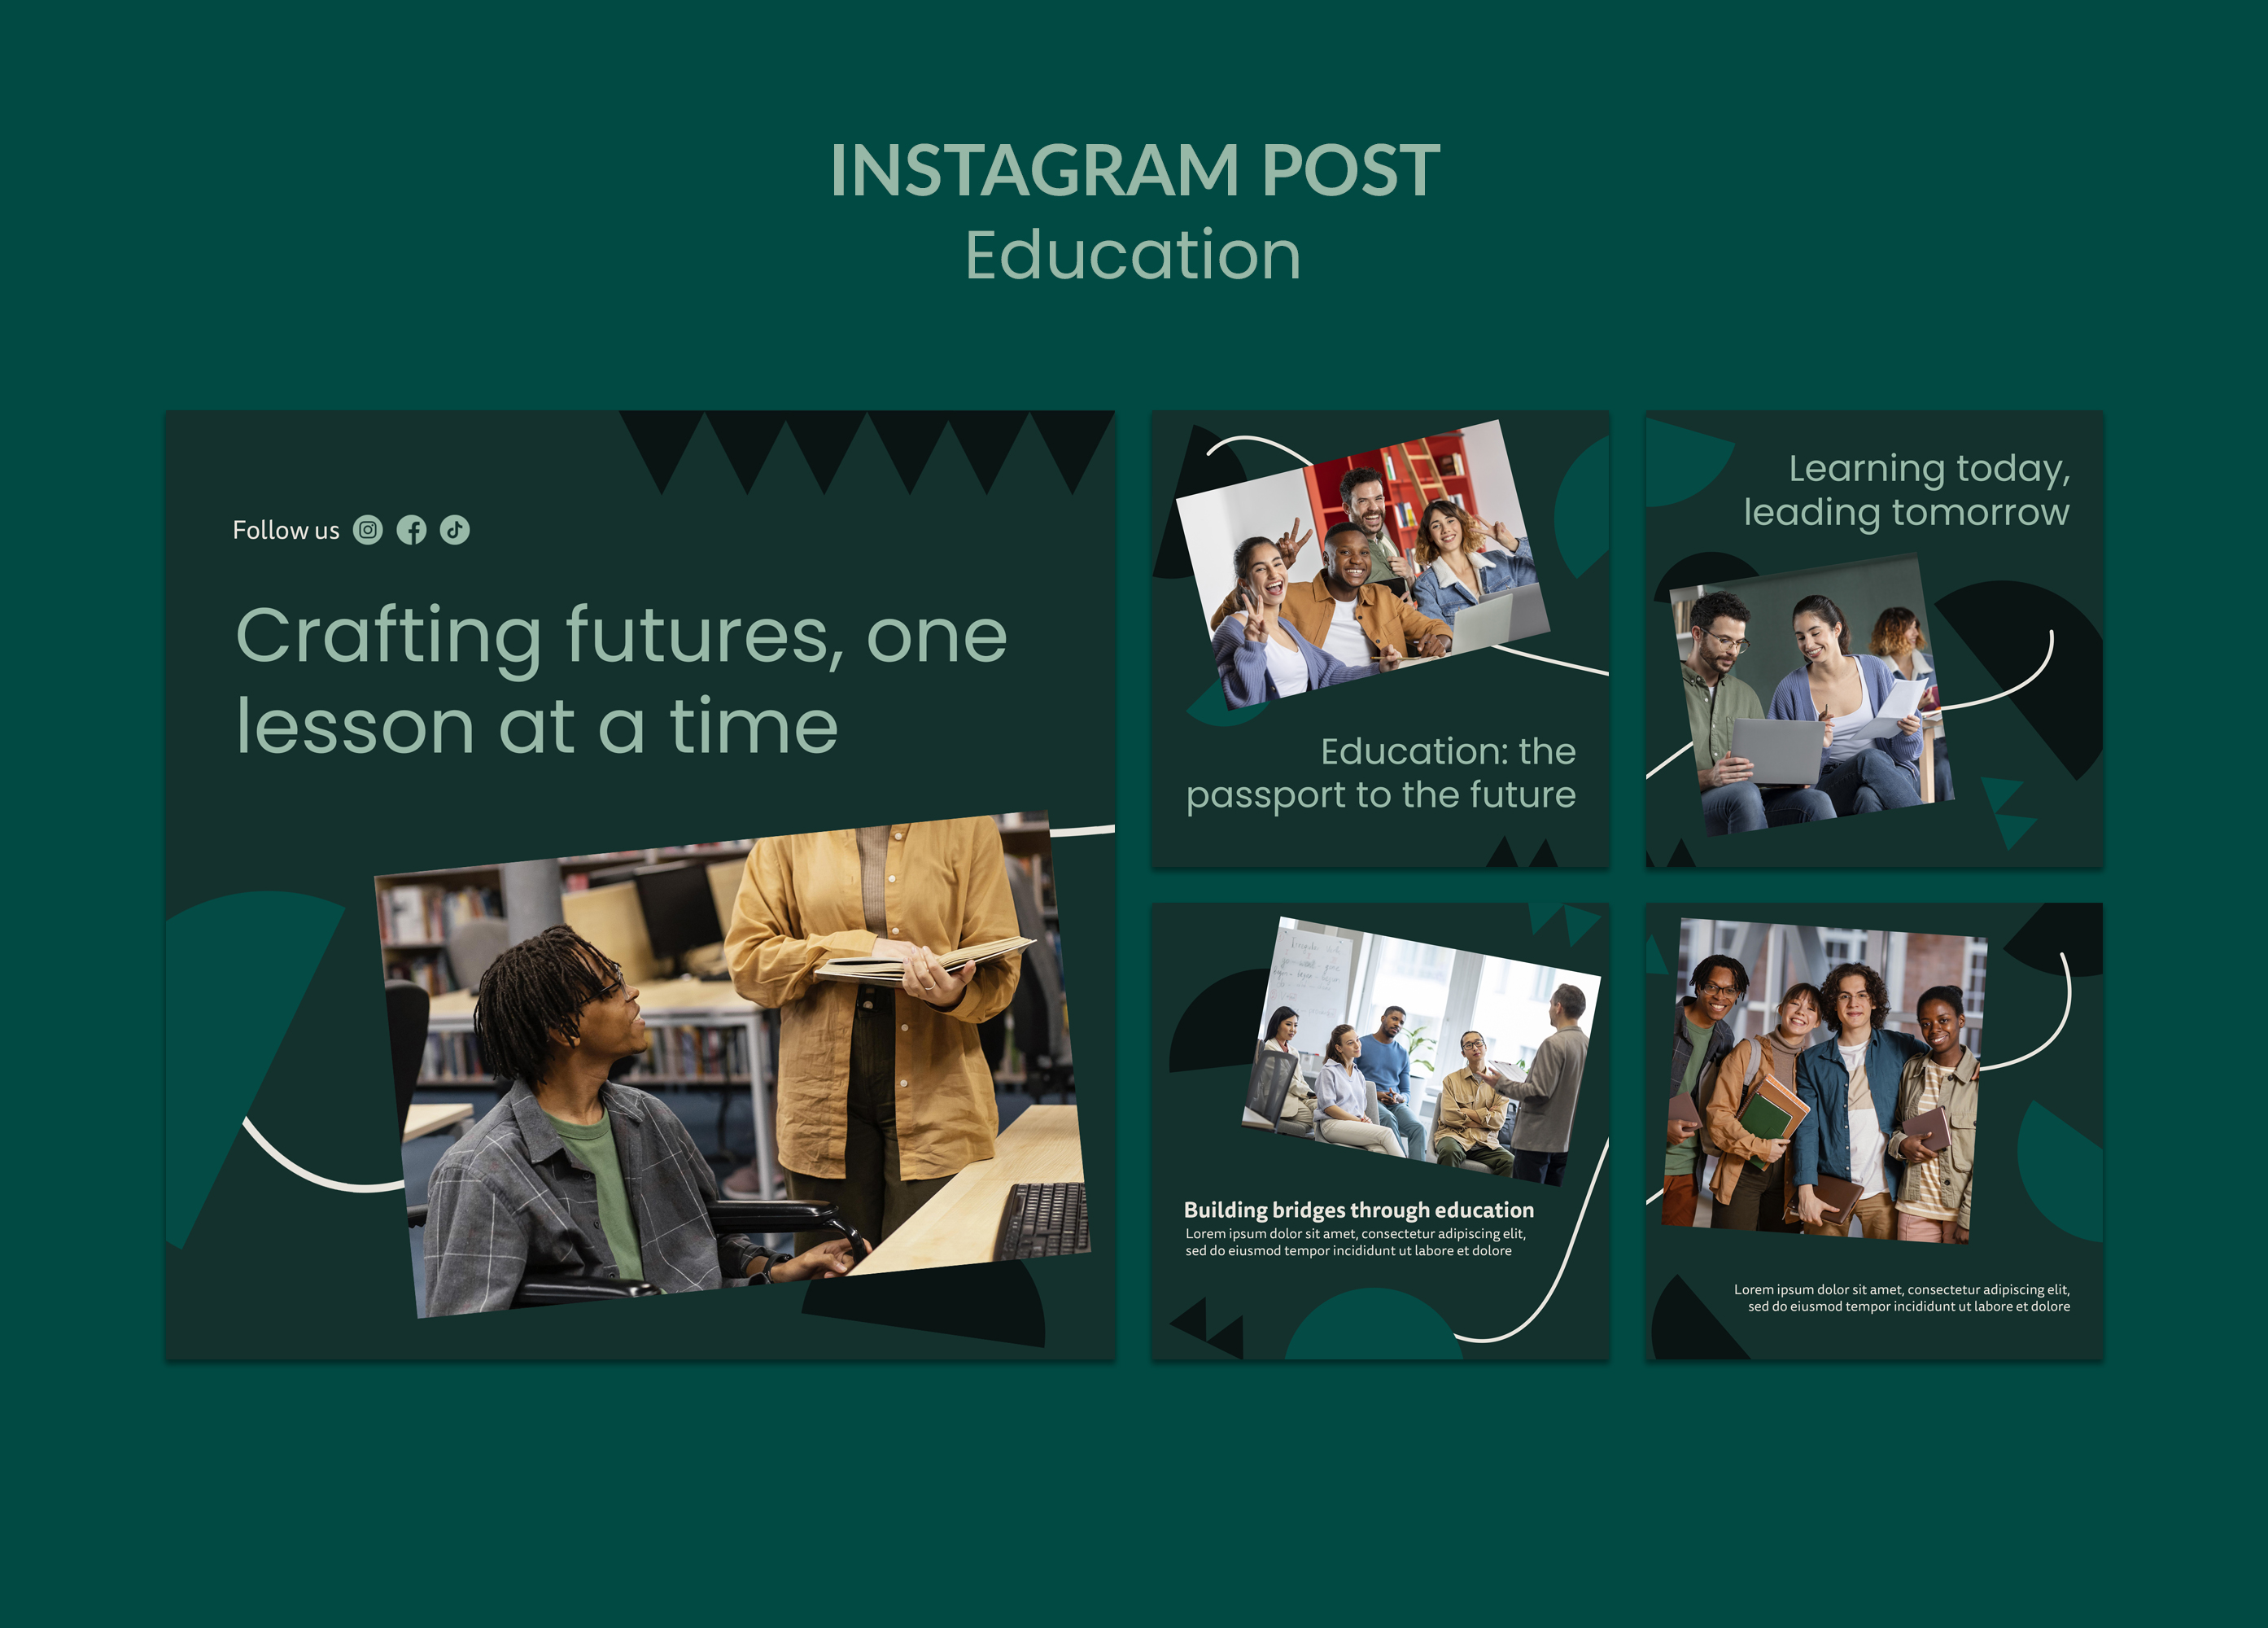 INSTAGRAM POST
Education
Follow us
Crafting futures, one
lesson at a time
Education: the
passport to the future
Learning today,
leading tomorrow
Building bridges through education
Lorem ipsum dolor sit amet, consectetur adipiscing elit,
sed do eiusmod tempor incididunt ut labore et dolore
Lorem ipsum dolor sit amet, consectetur adipiscing elit,
sed do eiusmod tempor incididunt ut labore et dolore